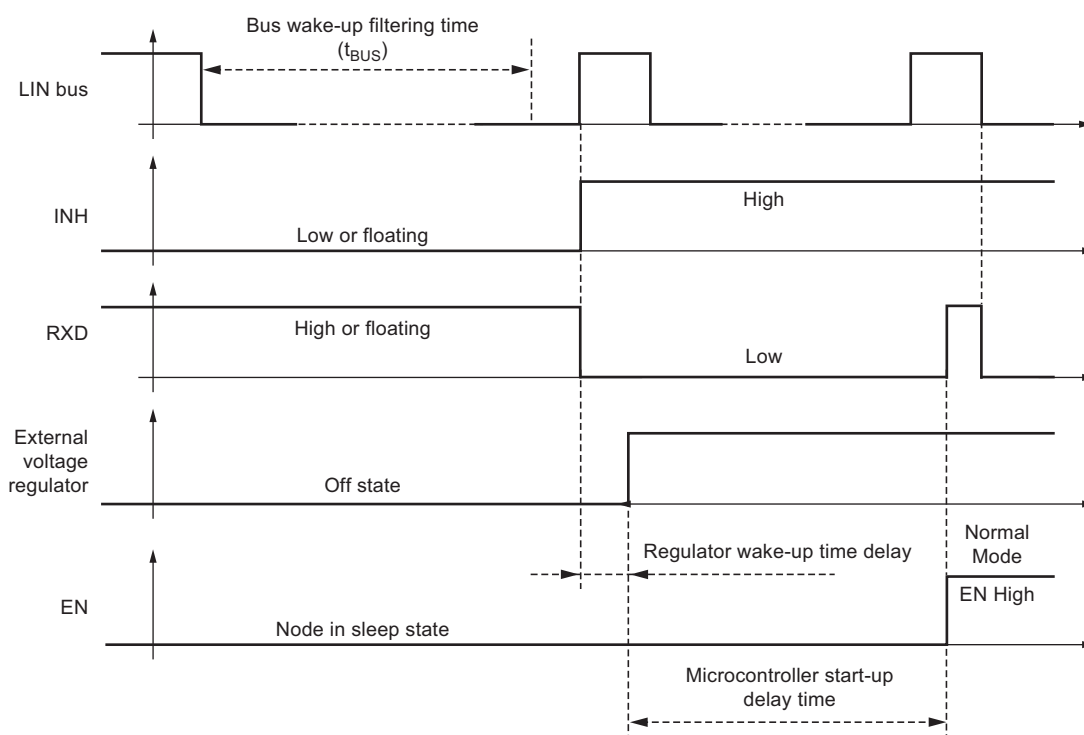 Bus wake-up filtering time
(tBUS)
LIN bus
INH
High
Low or floating
RXD
High or floating
Low
External
voltage
regulator
Off state
Regulator wake-up time delay
Normal
Mode
EN
EN High
Node in sleep state
Microcontroller start-up
delay time